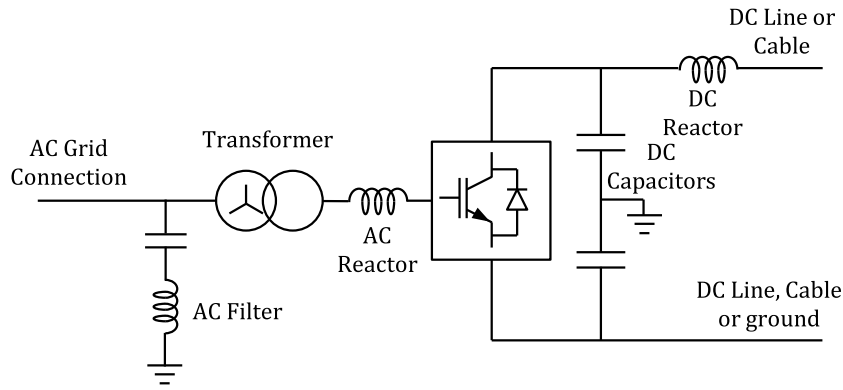 DC Line or
Cable
DC
Reactor
Transformer
AC Grid
Connection
DC
Capacitors
AC
Reactor
AC Filter
DC Line, Cable
or ground